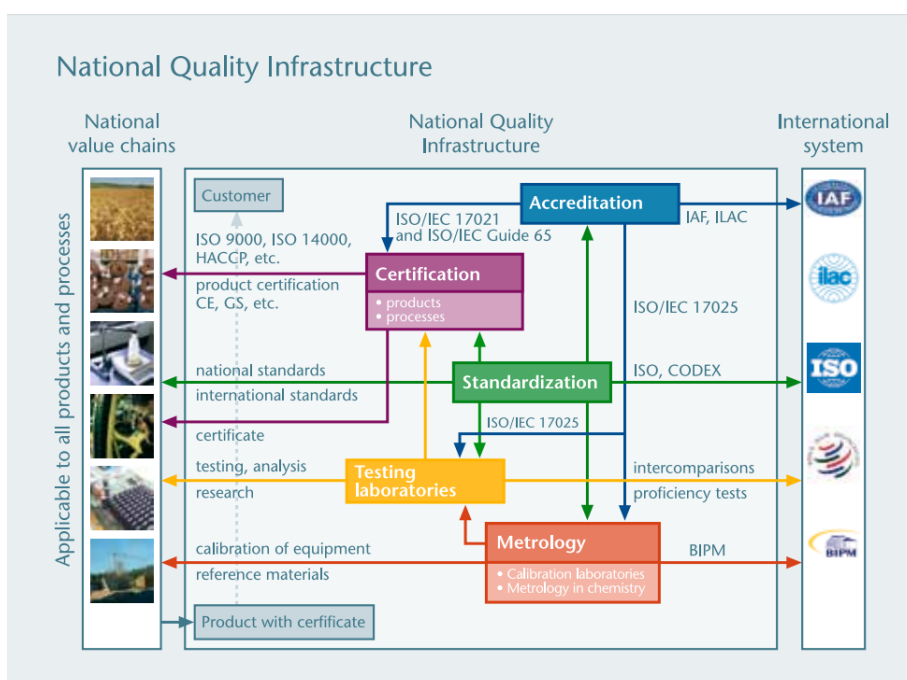 National Quality Infrastructure
National
value chains
National Quality
Infrastructure
International
system
Applicable to all products and processes
Customer
Accreditation
IAF, ILAC
IAF
ISO/IEC 17021
and ISO/IEC Guide 65
ISO 9000, ISO 14000,
HACCP, etc.
Certification
• products
• processes
product certification
CE, GS, etc.
ilac
ISO/IEC 17025
national standards
international standards
Standardization
ISO, CODEX
ISO
ISO/IEC 17025
certificate
testing, analysis
research
Testing
laboratories
intercomparisons
proficiency tests
calibration of equipment
reference materials
Metrology
• Calibration laboratories
• Metrology in chemistry
BIPM
BIPM
Product with cerfificate